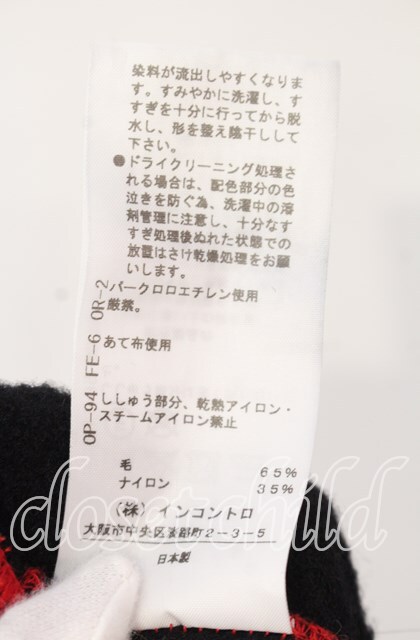 染料が流出しやすくなりま
す。すみやかに洗濯し、す
すぎを十分に行ってから脱
水し、形を整え陰干しして
下さい。
●ドライクリーニング処理さ
れる場合は、配色部分の色
泣きを防ぐ為、洗濯中の溶
剤管理に注意し、十分なす
すぎ処理後ぬれた状態での
放置はさけ乾燥処理をお願
いします。
パークロロエチレン使用
厳禁。
あて布使用
ししゅう部分、乾熱アイロン・
スチームアイロン禁止
OP-94 FE-6 OR-2
毛 65%
ナイロン 35%
(株)インコントロ
大阪市中央区淡路町2-3-5
日本製
closetchild